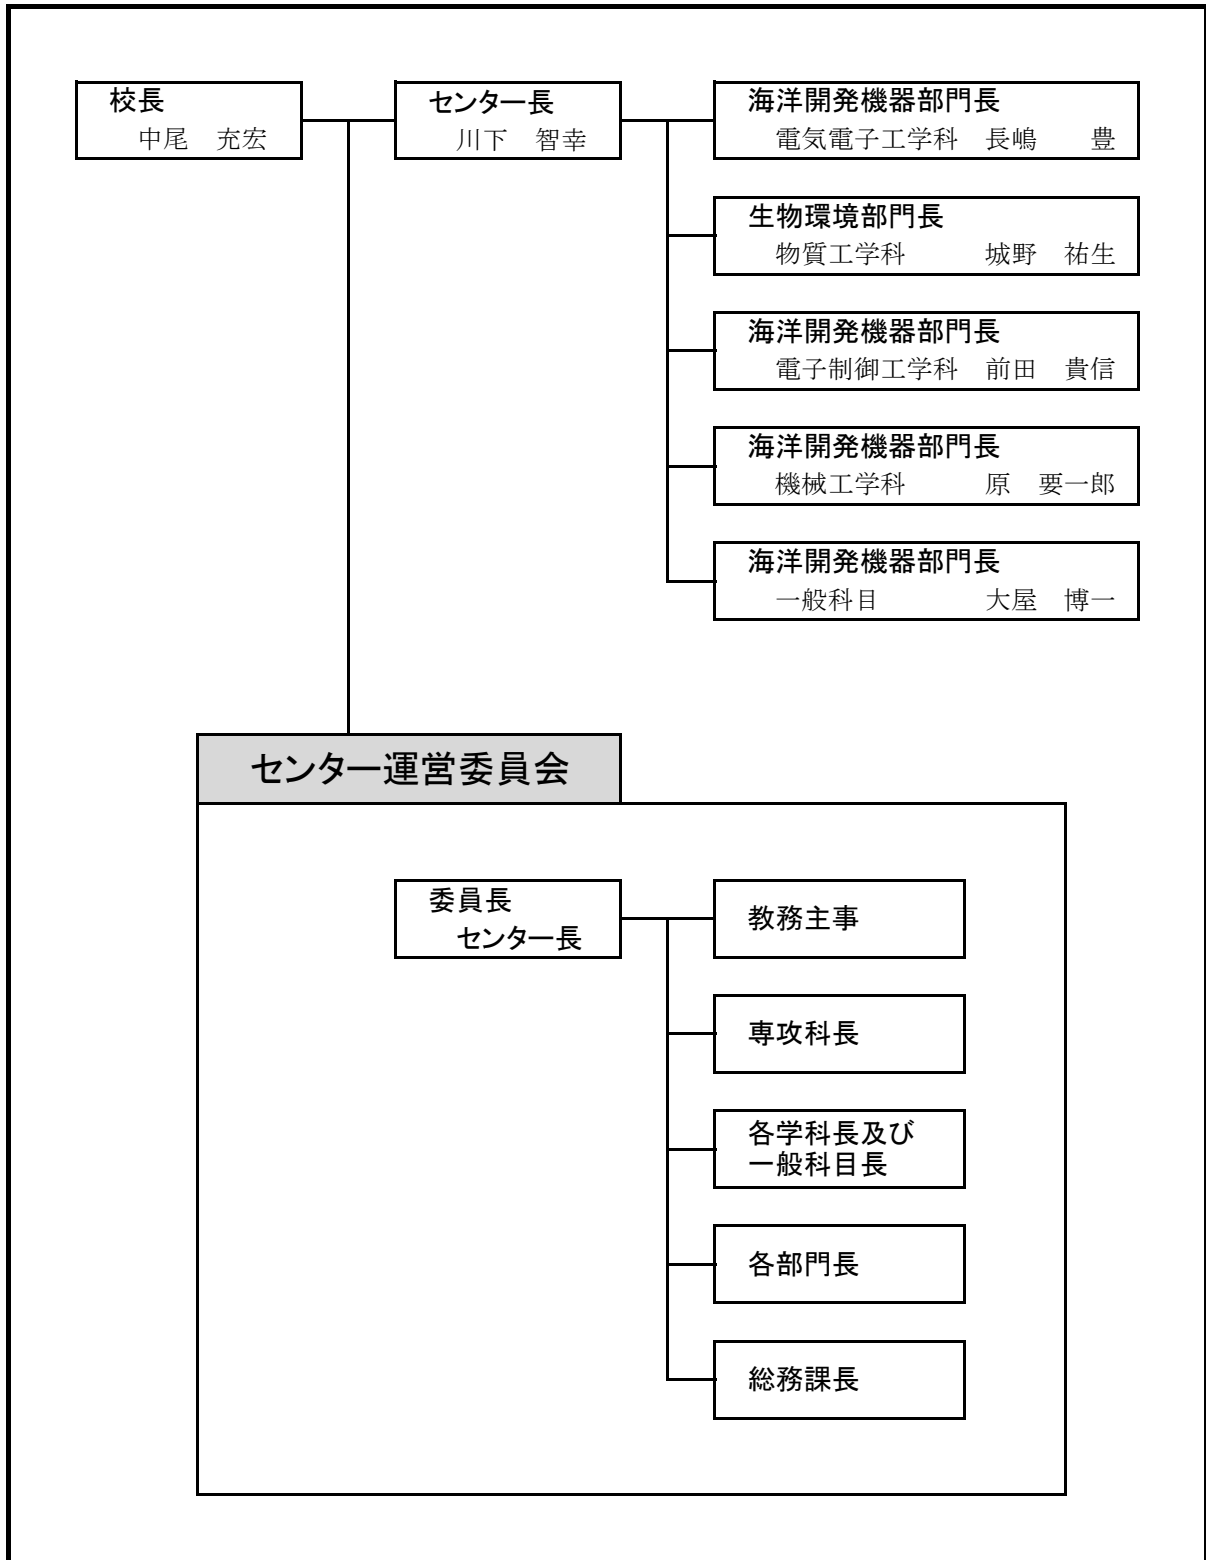 校長
中尾　充宏
センター長
川下　智幸
海洋開発機器部門長
電気電子工学科　長嶋　　豊
生物環境部門長
物質工学科　　　城野　祐生
海洋開発機器部門長
電子制御工学科　前田　貴信
海洋開発機器部門長
機械工学科　　　原　要一郎
海洋開発機器部門長
一般科目　　　　大屋　博一
センター運営委員会
委員長
センター長
教務主事
専攻科長
各学科長及び
一般科目長
各部門長
総務課長